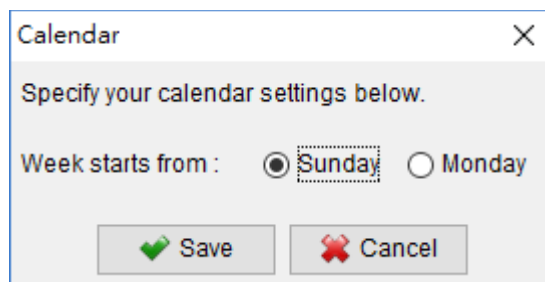 Calendar
Specify your calendar settings below.
Week starts from : Sunday Monday
Save Cancel